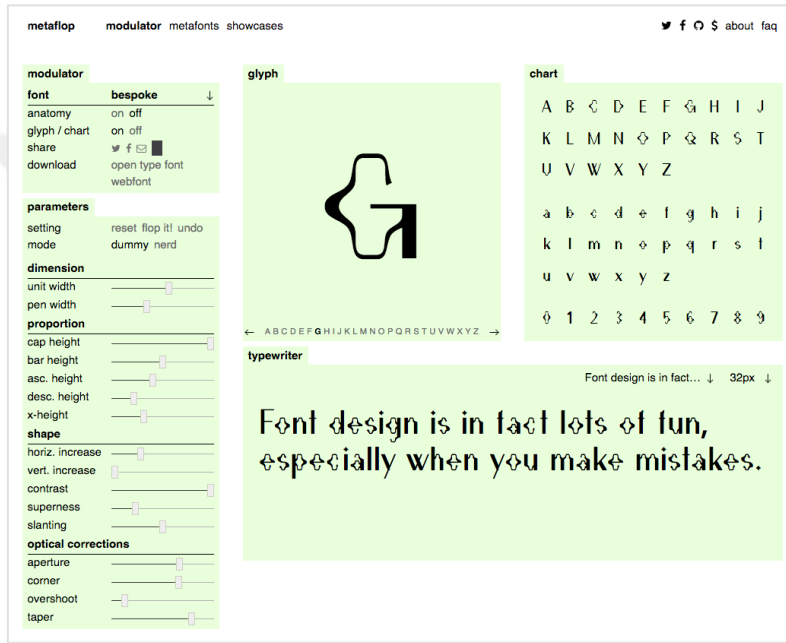 metaflop modulator metafonts showcases $ about faq
modulator
font bespoke ↓
anatomy on off
glyph / chart on off
share
download open type font
webfont
parameters
setting reset flop it! undo
mode dummy nerd
dimension
unit width
pen width
proportion
cap height
bar height
asc. height
desc. height
x-height
shape
horiz. increase
vert. increase
contrast
superness
slanting
optical corrections
aperture
corner
overshoot
taper
glyph
G
← A B C D E F G H I J K L M N O P Q R S T U V W X Y Z →
chart
A B C D E F G H I J
K L M N O P Q R S T
U V W X Y Z
a b c d e f g h i j
k l m n o p q r s t
u v w x y z
0 1 2 3 4 5 6 7 8 9
typewriter
Font design is in fact... ↓ 32px ↓
Font design is in fact lots of fun,
especially when you make mistakes.